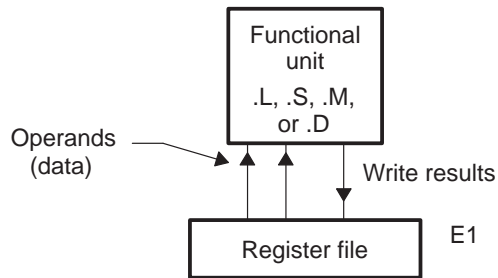 Functional
unit
.L, .S, .M,
or .D
Operands
(data)
Write results
Register file
E1